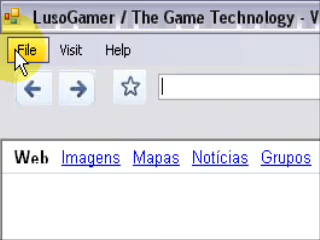 LusoGamer / The Game Technology - V
File Visit Help
Web Imagens Mapas Notícias Grupos